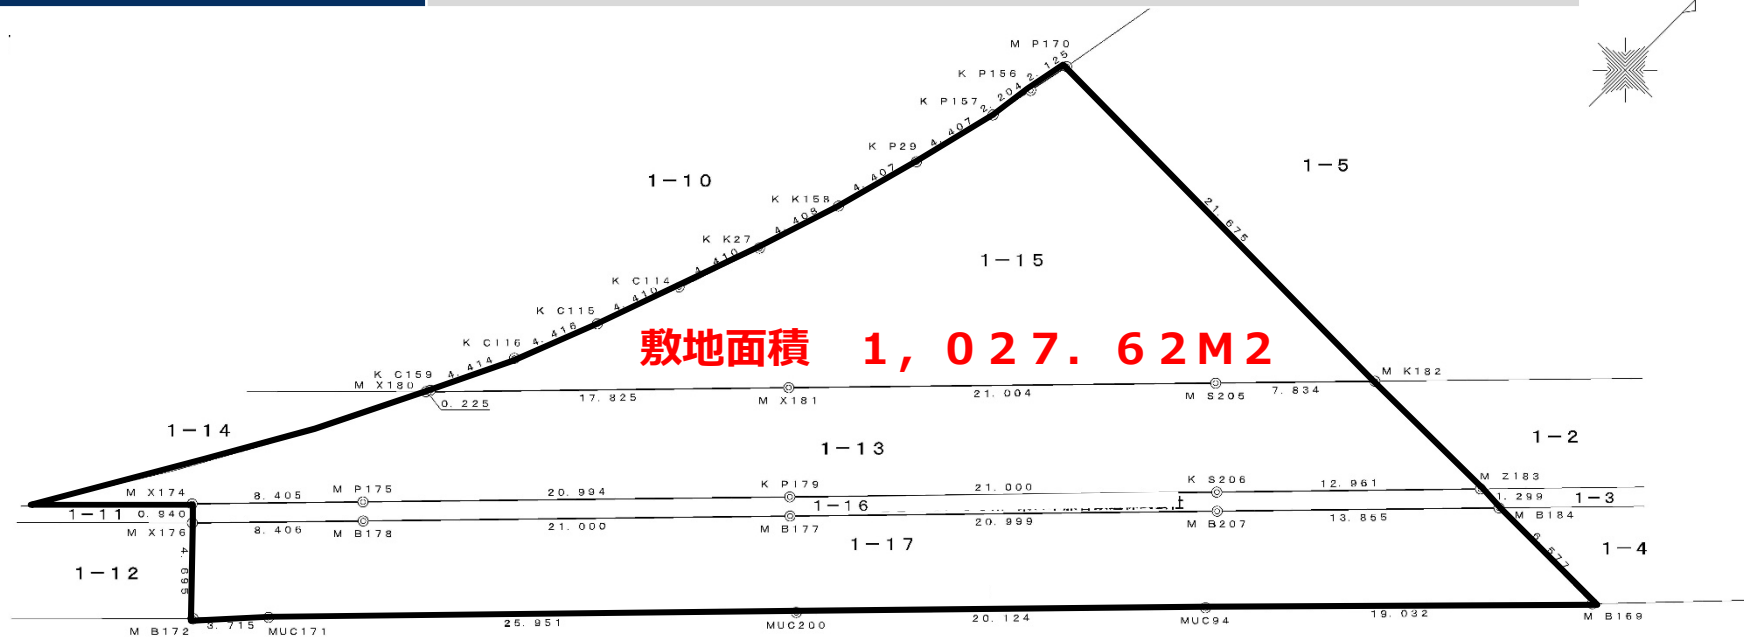 M P170
K P156
2. 125
K P157
2. 204
K P29
4. 407
1-5
1-10
4. 407
K K158
21. 675
4. 408
K K27
1-15
4. 410
K C114
4. 410
K C115
4. 416
K C116
敷地面積　１，０２７．６２Ｍ２
K C159
4. 414
M K182
M X180
0. 225
17. 825
M X181
21. 004
M S205
7. 834
1-14
1-2
1-13
M Z183
K S206
12. 961
K P179
21. 000
M P175
20. 994
M X174
8. 405
1. 299
1-3
1-16
1-11
0. 940
M B184
M X176
8. 406
M B178
21. 000
M B177
20. 999
M B207
13. 855
1-17
1-4
6. 577
1-12
4. 695
M B172
3. 715
MUC171
25. 951
MUC200
20. 124
MUC94
19. 032
M B169